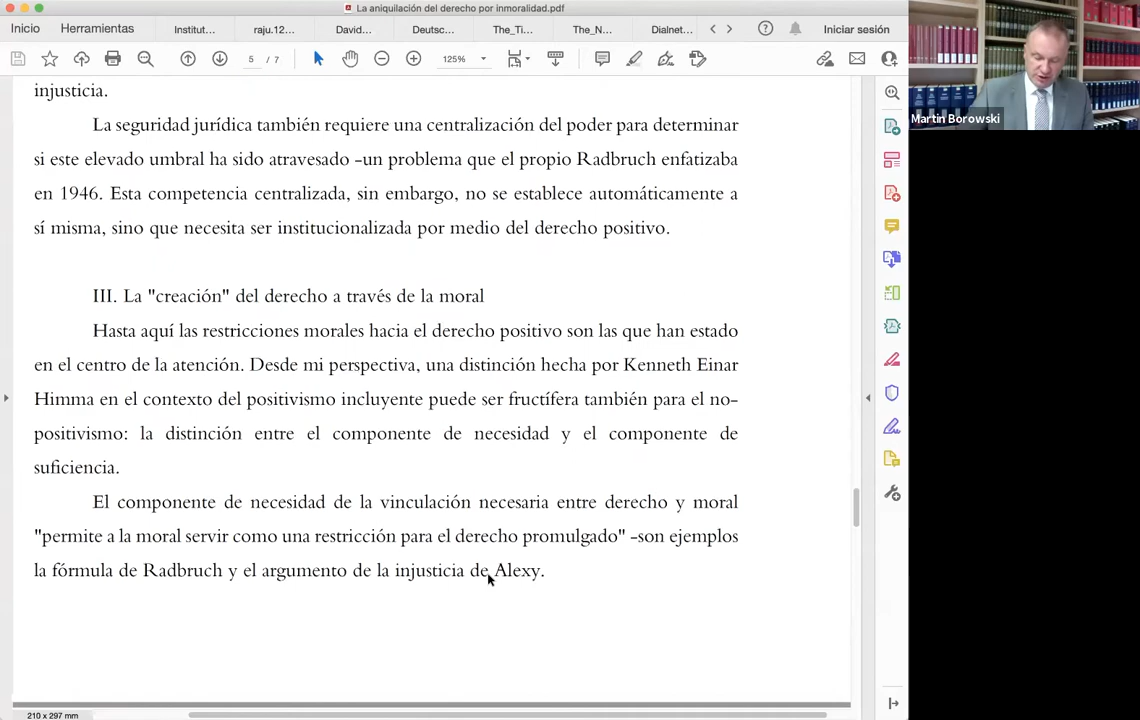 La aniquilación del derecho por inmoralidad.pdf
Inicio Herramientas Institut... raju.12... David... Deutsc... The_Ti... The_N... Dialnet... Iniciar sesión
5 / 7 125%
injusticia.
La seguridad jurídica también requiere una centralización del poder para determinar
si este elevado umbral ha sido atravesado -un problema que el propio Radbruch enfatizaba
en 1946. Esta competencia centralizada, sin embargo, no se establece automáticamente a
sí misma, sino que necesita ser institucionalizada por medio del derecho positivo.
III. La "creación" del derecho a través de la moral
Hasta aquí las restricciones morales hacia el derecho positivo son las que han estado
en el centro de la atención. Desde mi perspectiva, una distinción hecha por Kenneth Einar
Himma en el contexto del positivismo incluyente puede ser fructífera también para el no-
positivismo: la distinción entre el componente de necesidad y el componente de
suficiencia.
El componente de necesidad de la vinculación necesaria entre derecho y moral
"permite a la moral servir como una restricción para el derecho promulgado" -son ejemplos
la fórmula de Radbruch y el argumento de la injusticia de Alexy.
210 x 297 mm
Martin Borowski